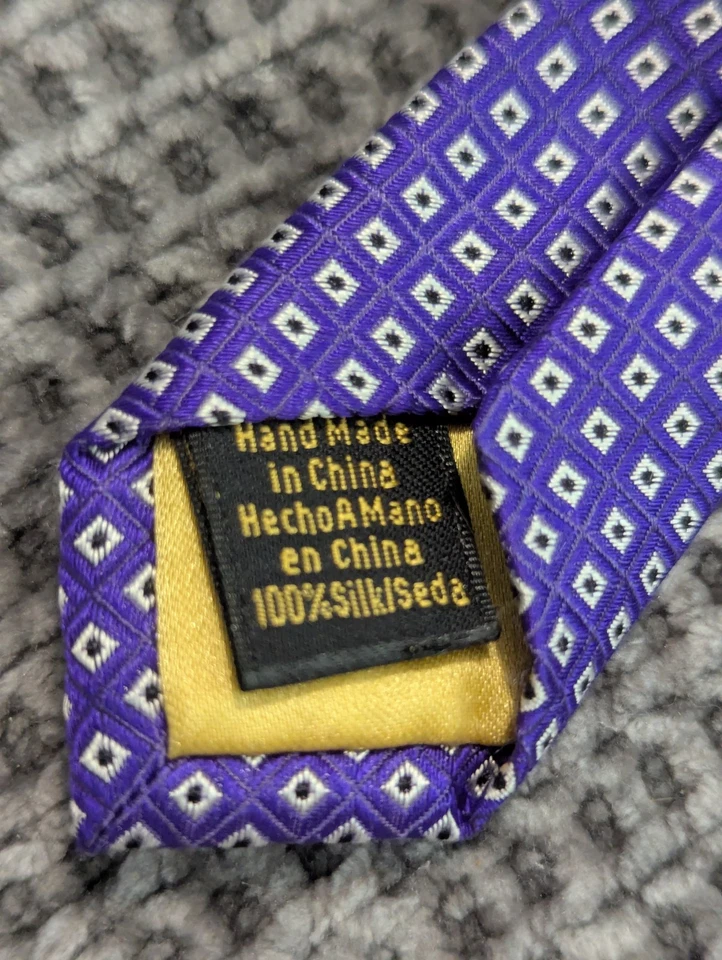 Hand Made
in China
HechoAMano
en China
100%Silk/Seda